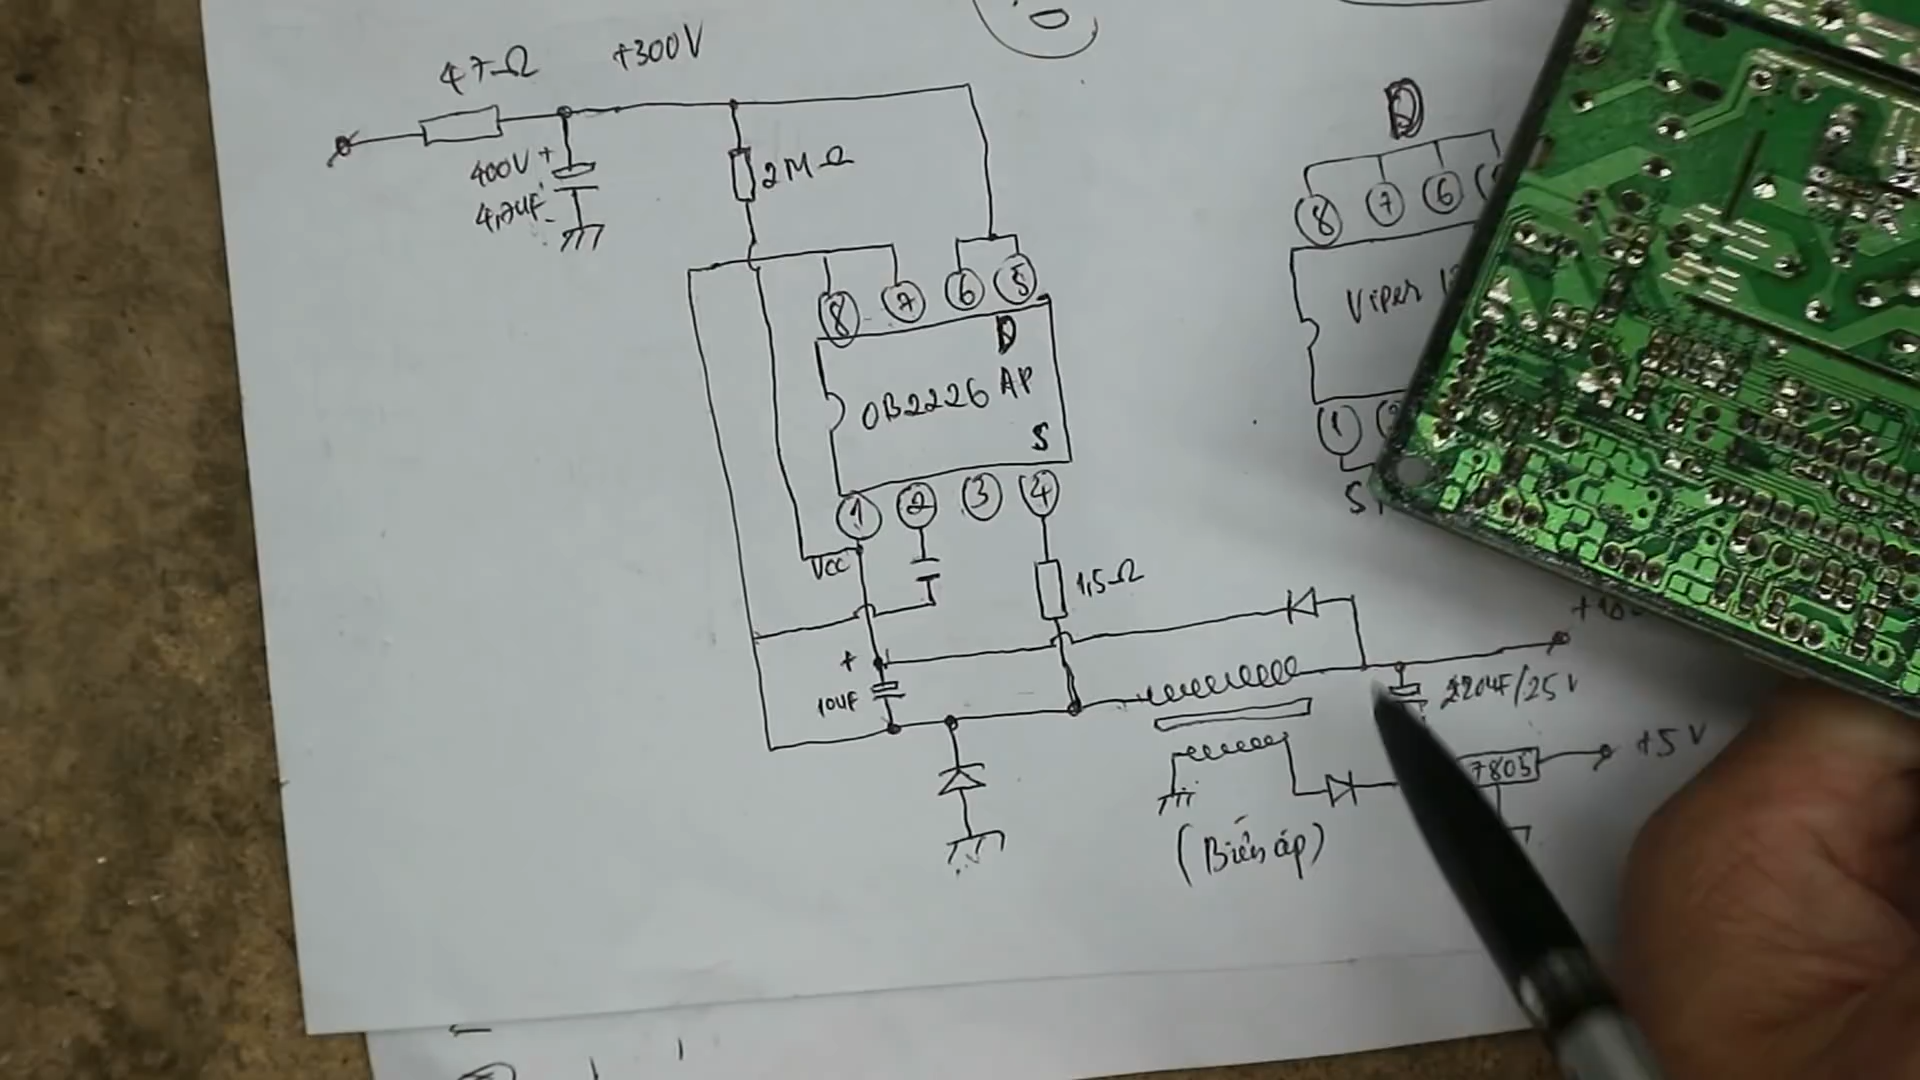 47Ω
+300V
400V +
4,7uF
-
2MΩ
8
7
6
5
D
OB2226 AP
S
1
2
3
4
VCC
1,5Ω
+
10uF
220uF/25V
7805
+5V
(Biến áp)
D
8
7
6
Viper
1
S